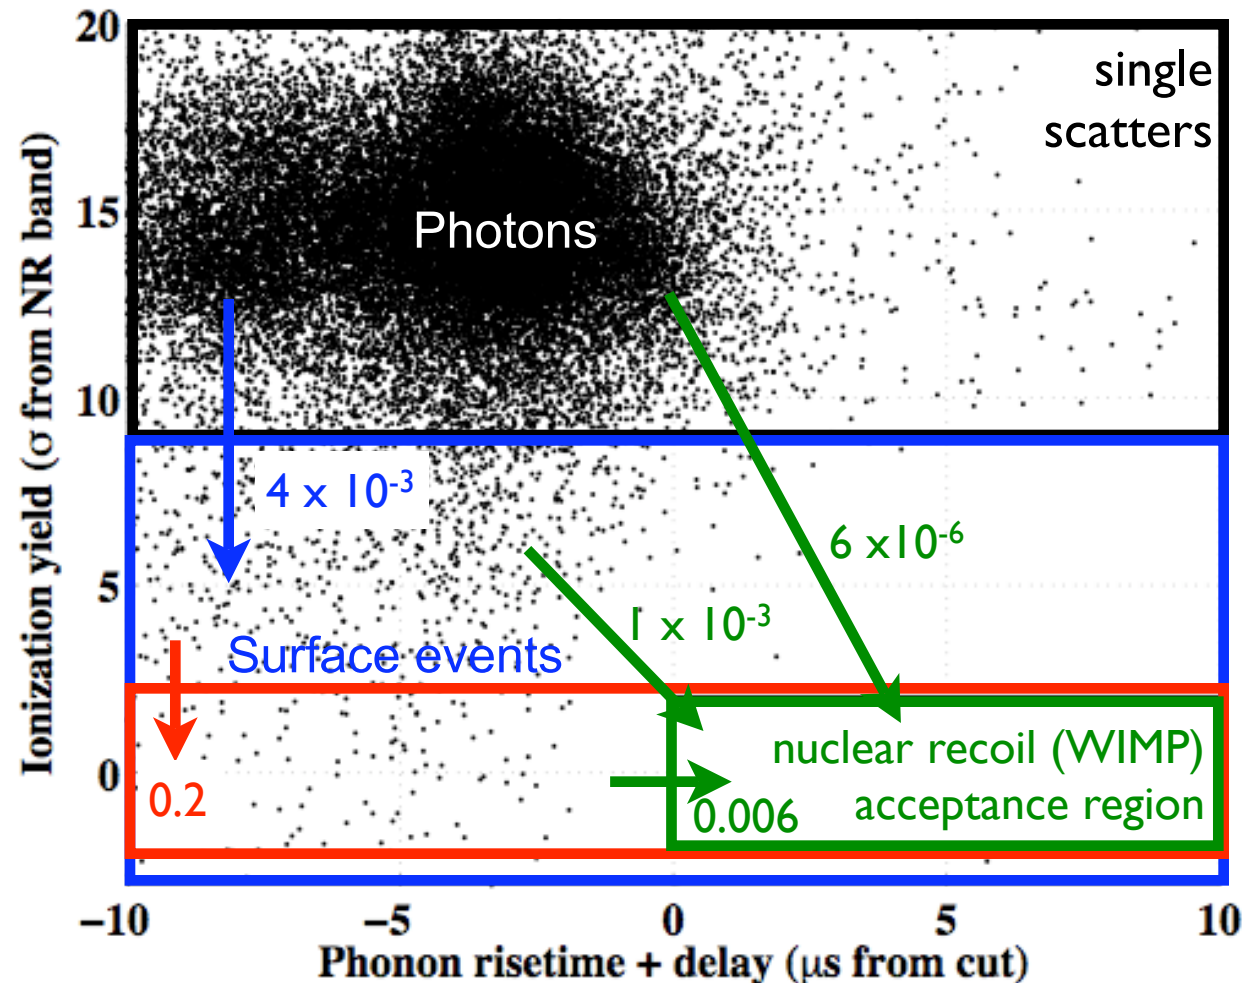 20
single
scatters
15
Photons
10
4 x 10-3
6 x10-6
5
1 x 10-3
Surface events
nuclear recoil (WIMP)
0
0.2
0.006
acceptance region
-10
-5
0
5
10
Phonon risetime + delay (μs from cut)
Ionization yield (σ from NR band)